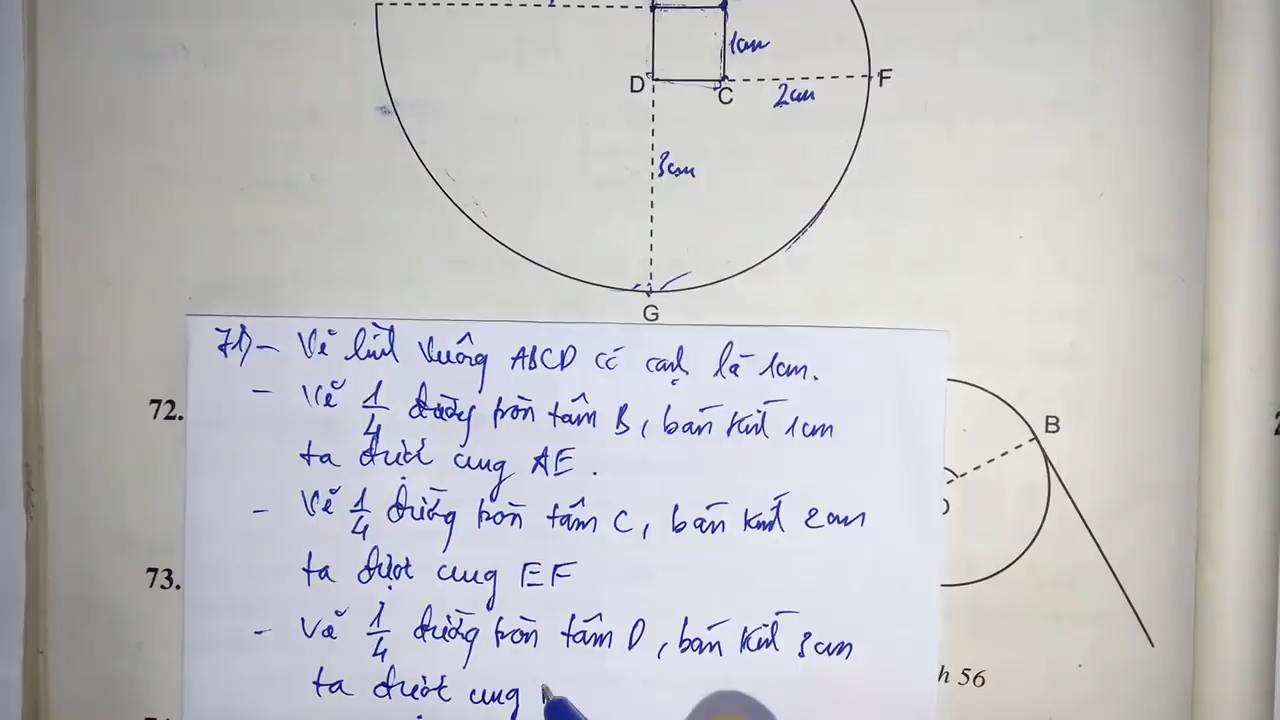 1cm
D
C
F
2cm
3cm
G
71) - Vẽ hình vuông ABCD có cạnh là 1cm.
- Vẽ 1/4 đường tròn tâm B, bán kính 1cm
ta được cung AE.
72.
B
- Vẽ 1/4 đường tròn tâm C, bán kính 2cm
ta được cung EF
73.
- Vẽ 1/4 đường tròn tâm D, bán kính 3cm
h 56
ta được cung